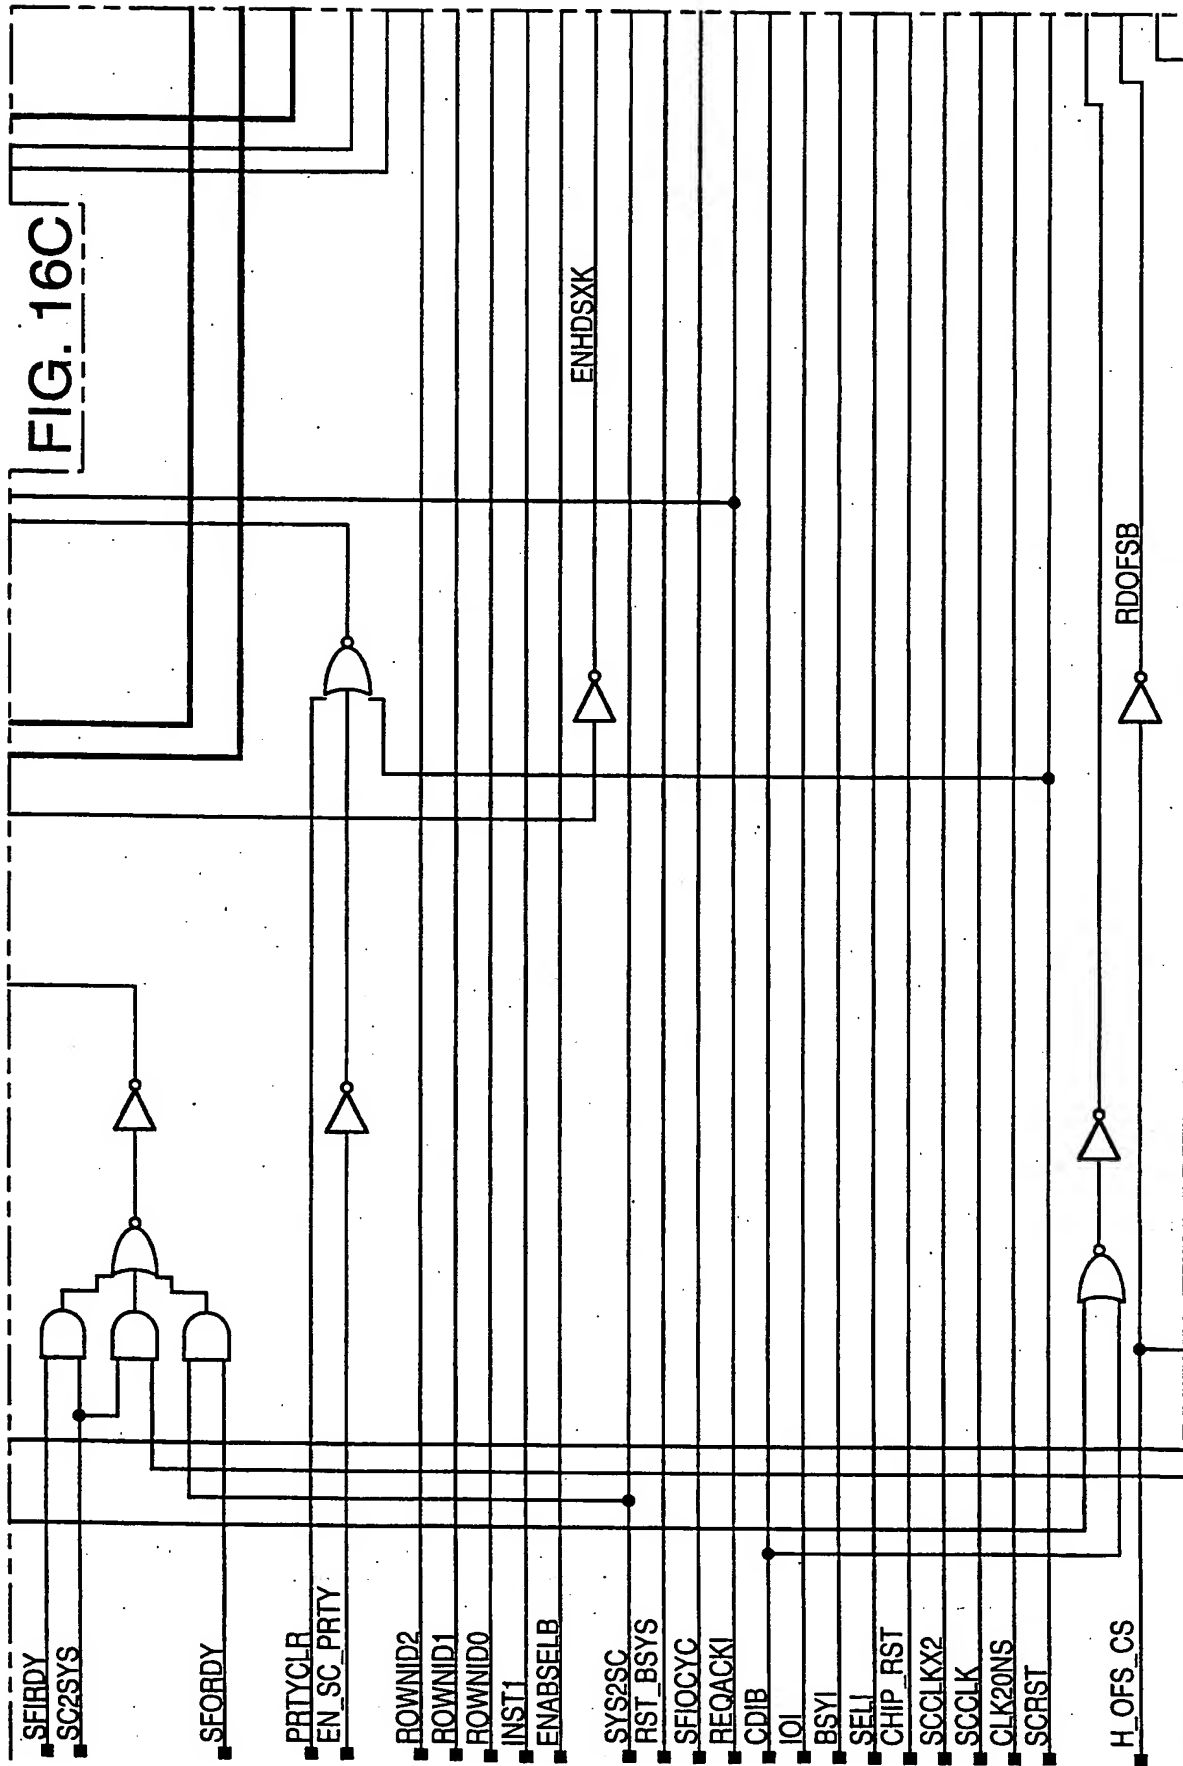 FIG. 16C
SFIRDY
SC2SYS
SFORDY
PRTYCLR
EN_SC_PRTY
ROWNID2
ROWNID1
ROWNID0
INST1
ENABSELB
ENHDSXK
SYS2SC
RST_BSYS
SFIOCYC
REQACKI
CDIB
IOI
BSYI
SELI
CHIP_RST
SCCLKX2
SCCLK
CLK20NS
SCRST
H_OFS_CS
RDOFSB